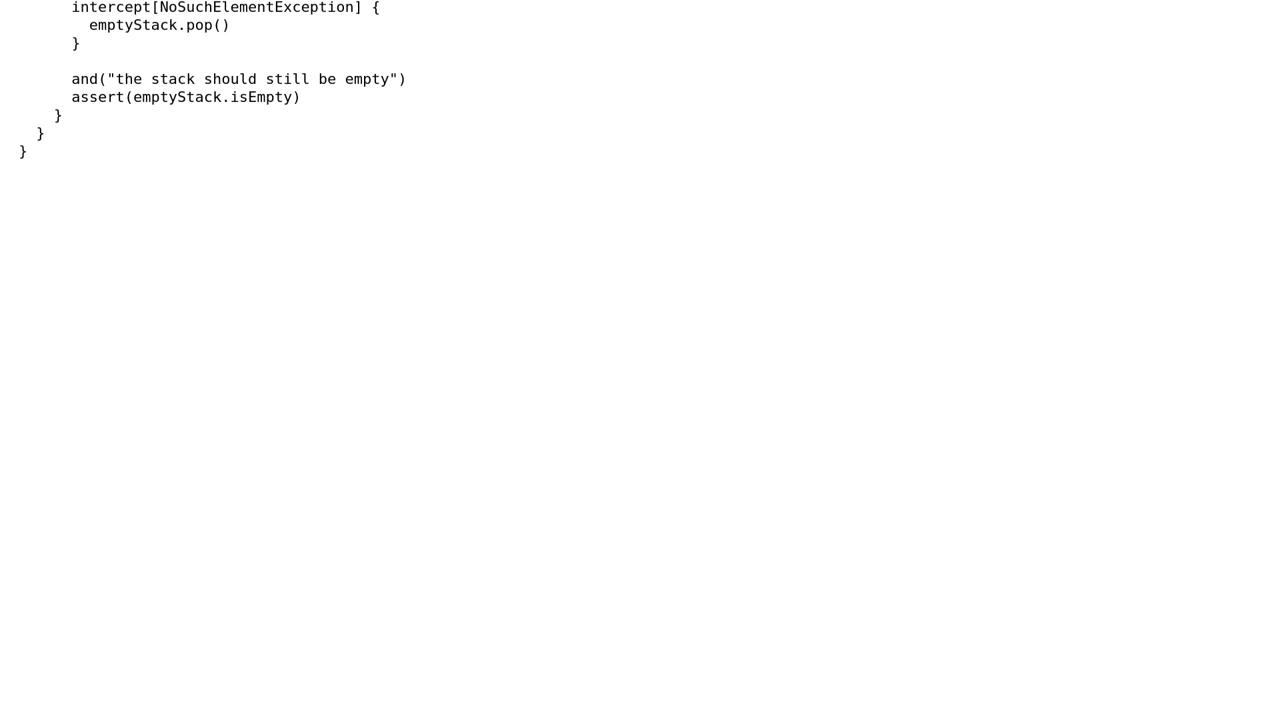 intercept[NoSuchElementException] {
        emptyStack.pop()
      }

      and("the stack should still be empty")
      assert(emptyStack.isEmpty)
    }
  }
}